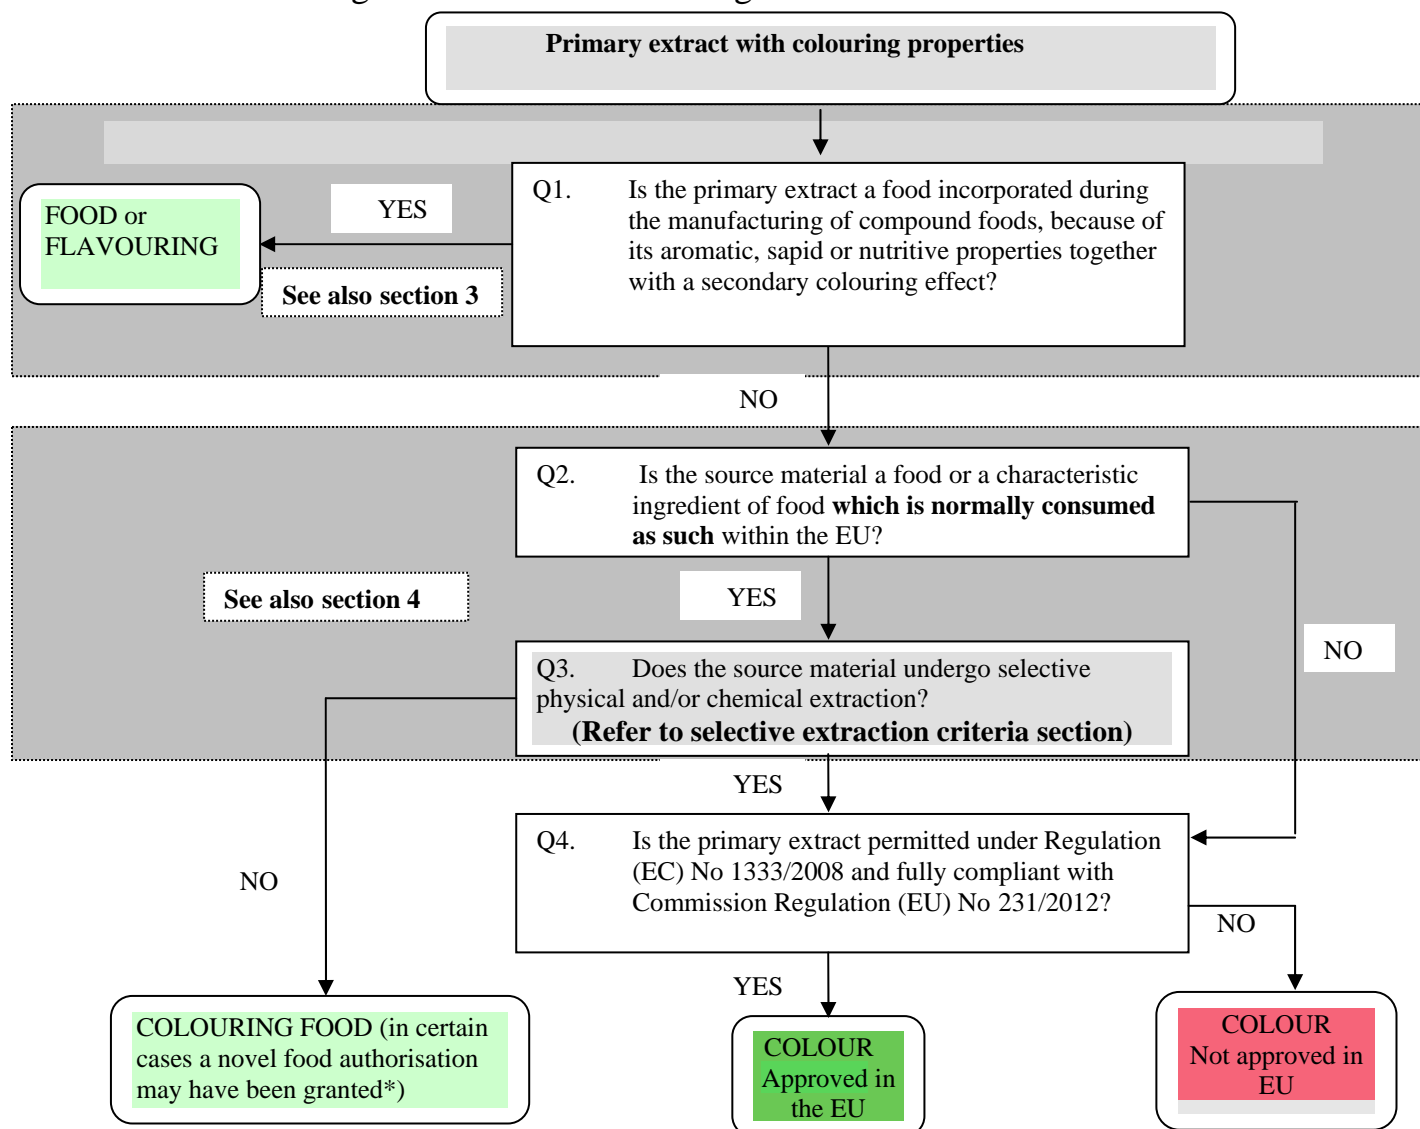 Primary extract with colouring properties
Q1. Is the primary extract a food incorporated during
the manufacturing of compound foods, because of
its aromatic, sapid or nutritive properties together
with a secondary colouring effect?
YES
FOOD or
FLAVOURING
See also section 3
NO
Q2. Is the source material a food or a characteristic
ingredient of food which is normally consumed
as such within the EU?
See also section 4
YES
NO
Q3. Does the source material undergo selective
physical and/or chemical extraction?
(Refer to selective extraction criteria section)
YES
NO
Q4. Is the primary extract permitted under Regulation
(EC) No 1333/2008 and fully compliant with
Commission Regulation (EU) No 231/2012?
NO
YES
COLOURING FOOD (in certain
cases a novel food authorisation
may have been granted*)
COLOUR
Approved in
the EU
COLOUR
Not approved in
EU